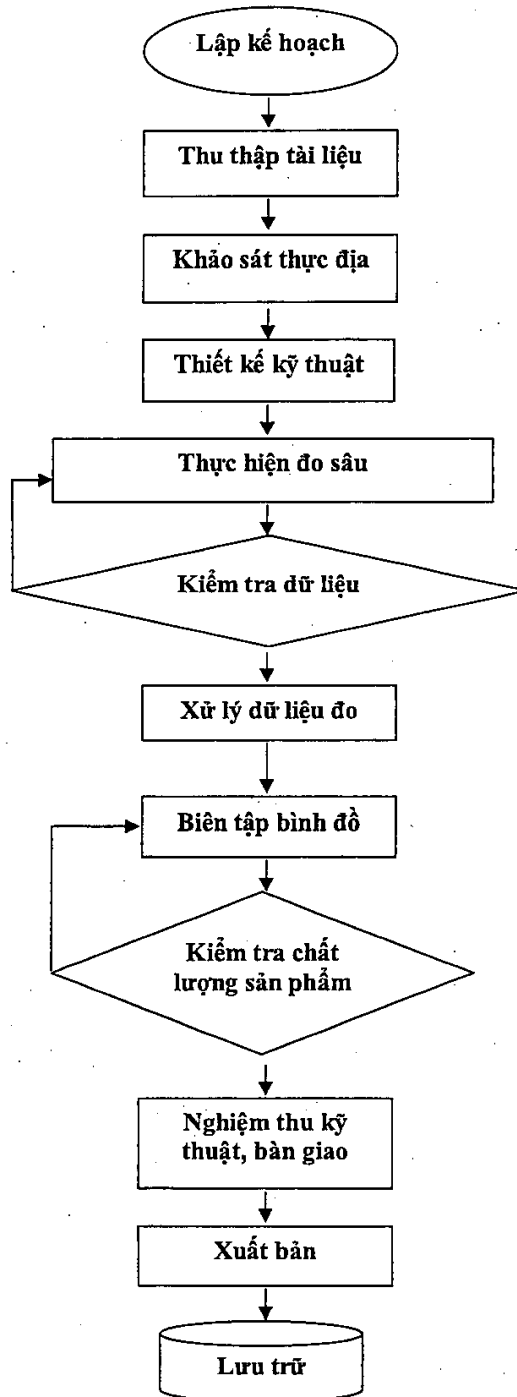 Lập kế hoạch
Thu thập tài liệu
Khảo sát thực địa
Thiết kế kỹ thuật
Thực hiện đo sâu
Kiểm tra dữ liệu
Xử lý dữ liệu đo
Biên tập bình đồ
Kiểm tra chất
lượng sản phẩm
Nghiệm thu kỹ
thuật, bàn giao
Xuất bản
Lưu trữ